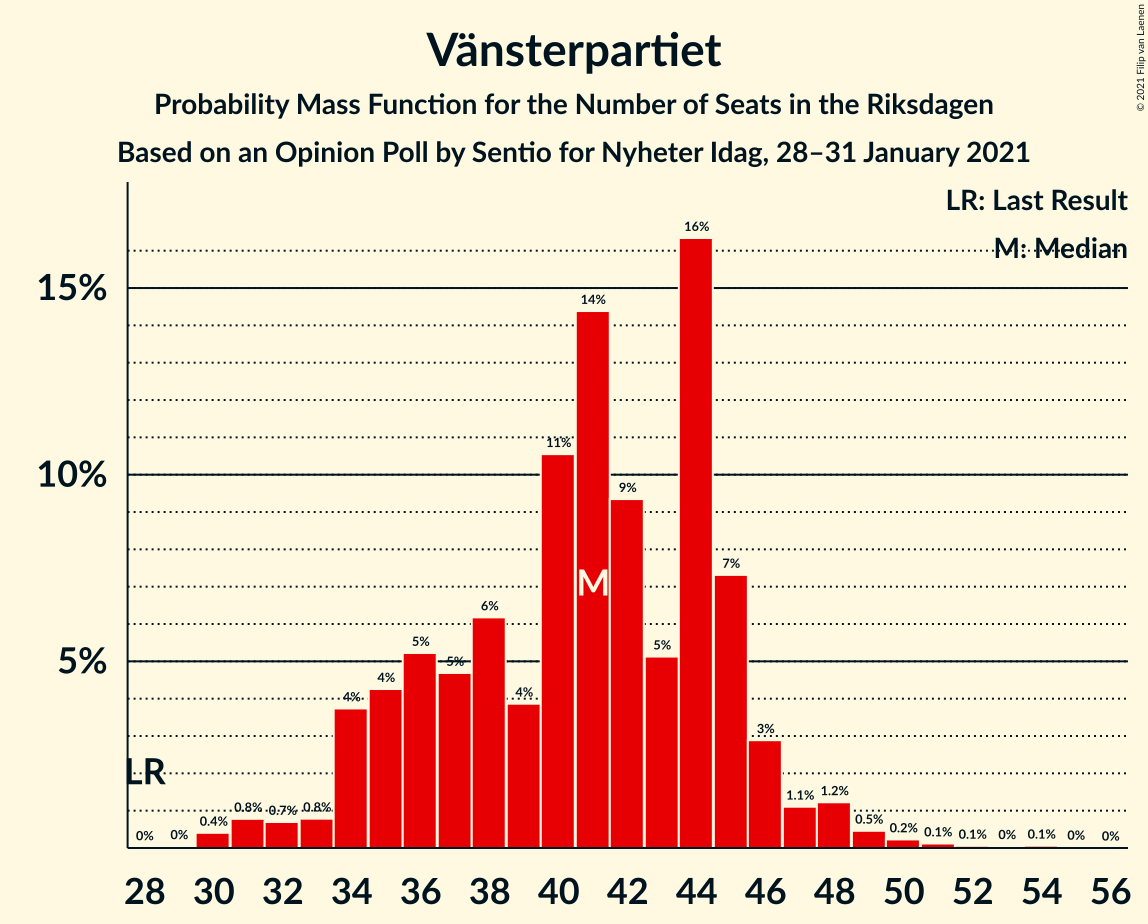 © 2021 Filip van Laenen
Vänsterpartiet
Probability Mass Function for the Number of Seats in the Riksdagen
Based on an Opinion Poll by Sentio for Nyheter Idag, 28–31 January 2021
LR: Last Result
M: Median
15%
10%
5%
LR
M
0% 0% 0.4% 0.8% 0.7% 0.8% 4% 4% 5% 5% 6% 4% 11% 14% 9% 5% 16% 7% 3% 1.1% 1.2% 0.5% 0.2% 0.1% 0.1% 0% 0.1% 0% 0%
28 30 32 34 36 38 40 42 44 46 48 50 52 54 56